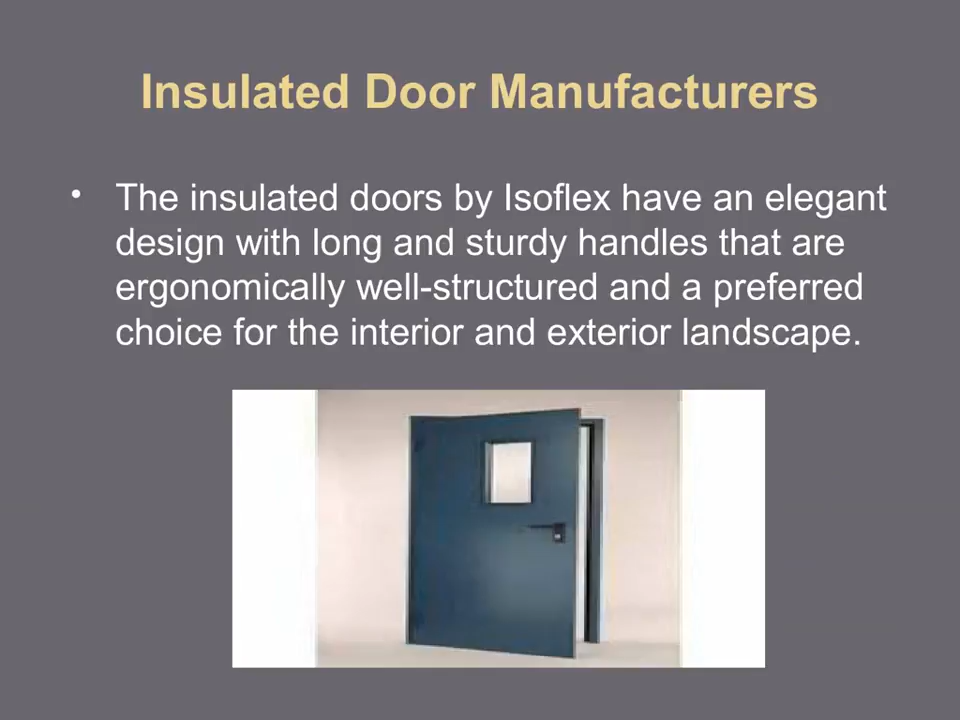 Insulated Door Manufacturers
• The insulated doors by Isoflex have an elegant
design with long and sturdy handles that are
ergonomically well-structured and a preferred
choice for the interior and exterior landscape.